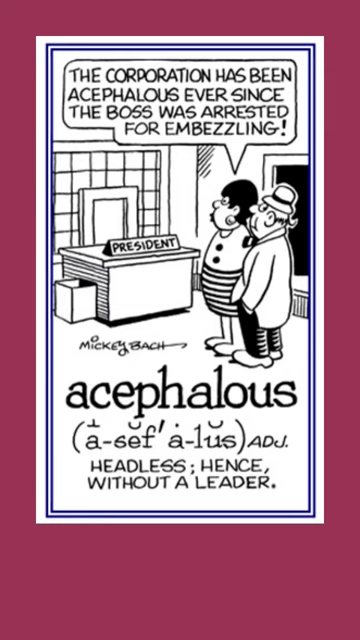 THE CORPORATION HAS BEEN
ACEPHALOUS EVER SINCE
THE BOSS WAS ARRESTED
FOR EMBEZZLING!
PRESIDENT
MICKEY BACH
acephalous
(ȧ-sĕf′ȧ-lŭs) ADJ.
HEADLESS; HENCE,
WITHOUT A LEADER.